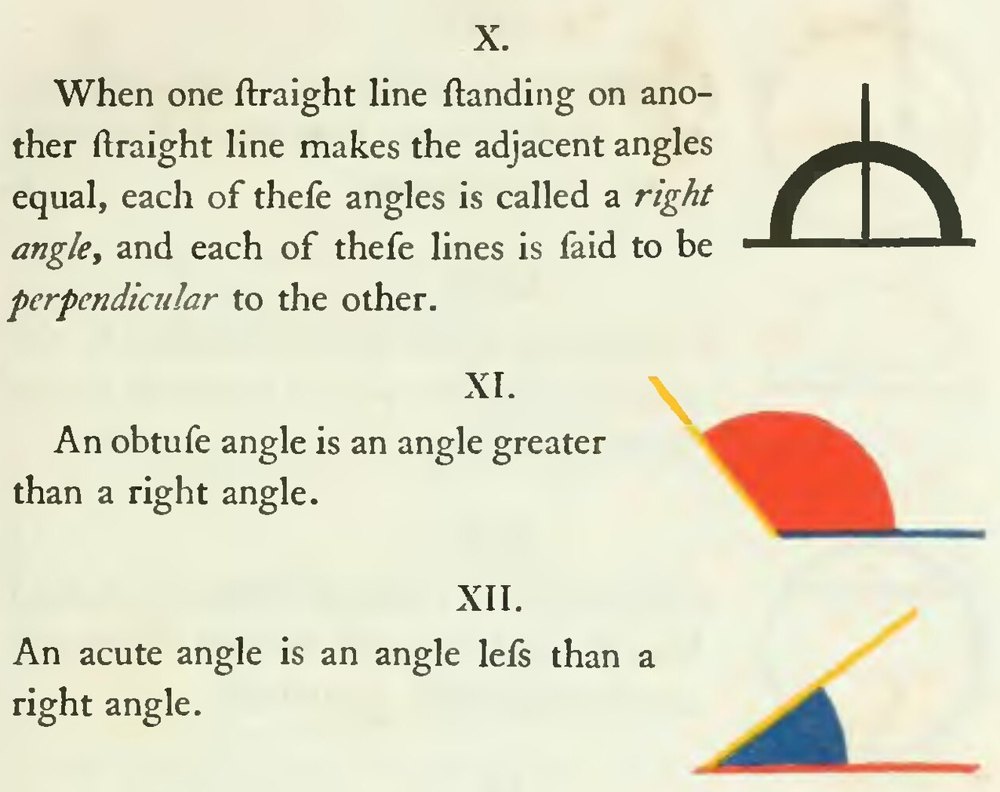 X.
When one ſtraight line ſtanding on ano-
ther ſtraight line makes the adjacent angles
equal, each of theſe angles is called a right
angle, and each of theſe lines is ſaid to be
perpendicular to the other.
XI.
An obtuſe angle is an angle greater
than a right angle.
XII.
An acute angle is an angle leſs than a
right angle.